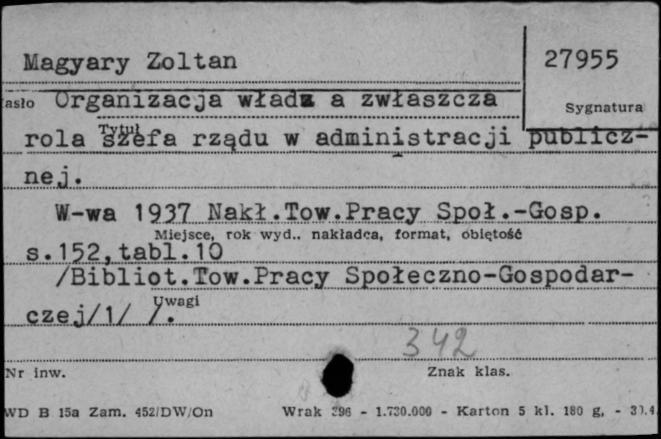 Magyary Zoltan
27955
asło Organizacja władz a zwłaszcza
Sygnatura
Tytuł
rola szefa rządu w administracji publicz-
nej.
W-wa 1937 Nakł.Tow.Pracy Społ.-Gosp.
Miejsce, rok wyd., nakładca, format, objętość
s.152,tabl.10
/Bibliot.Tow.Pracy Społeczno-Gospodar-
Uwagi
czej/1/ /.
342
Nr inw.
Znak klas.
WD B 15a Zam. 452/DW/On
Wrak 296 - 1.730.000 - Karton 5 kl. 180 g, -